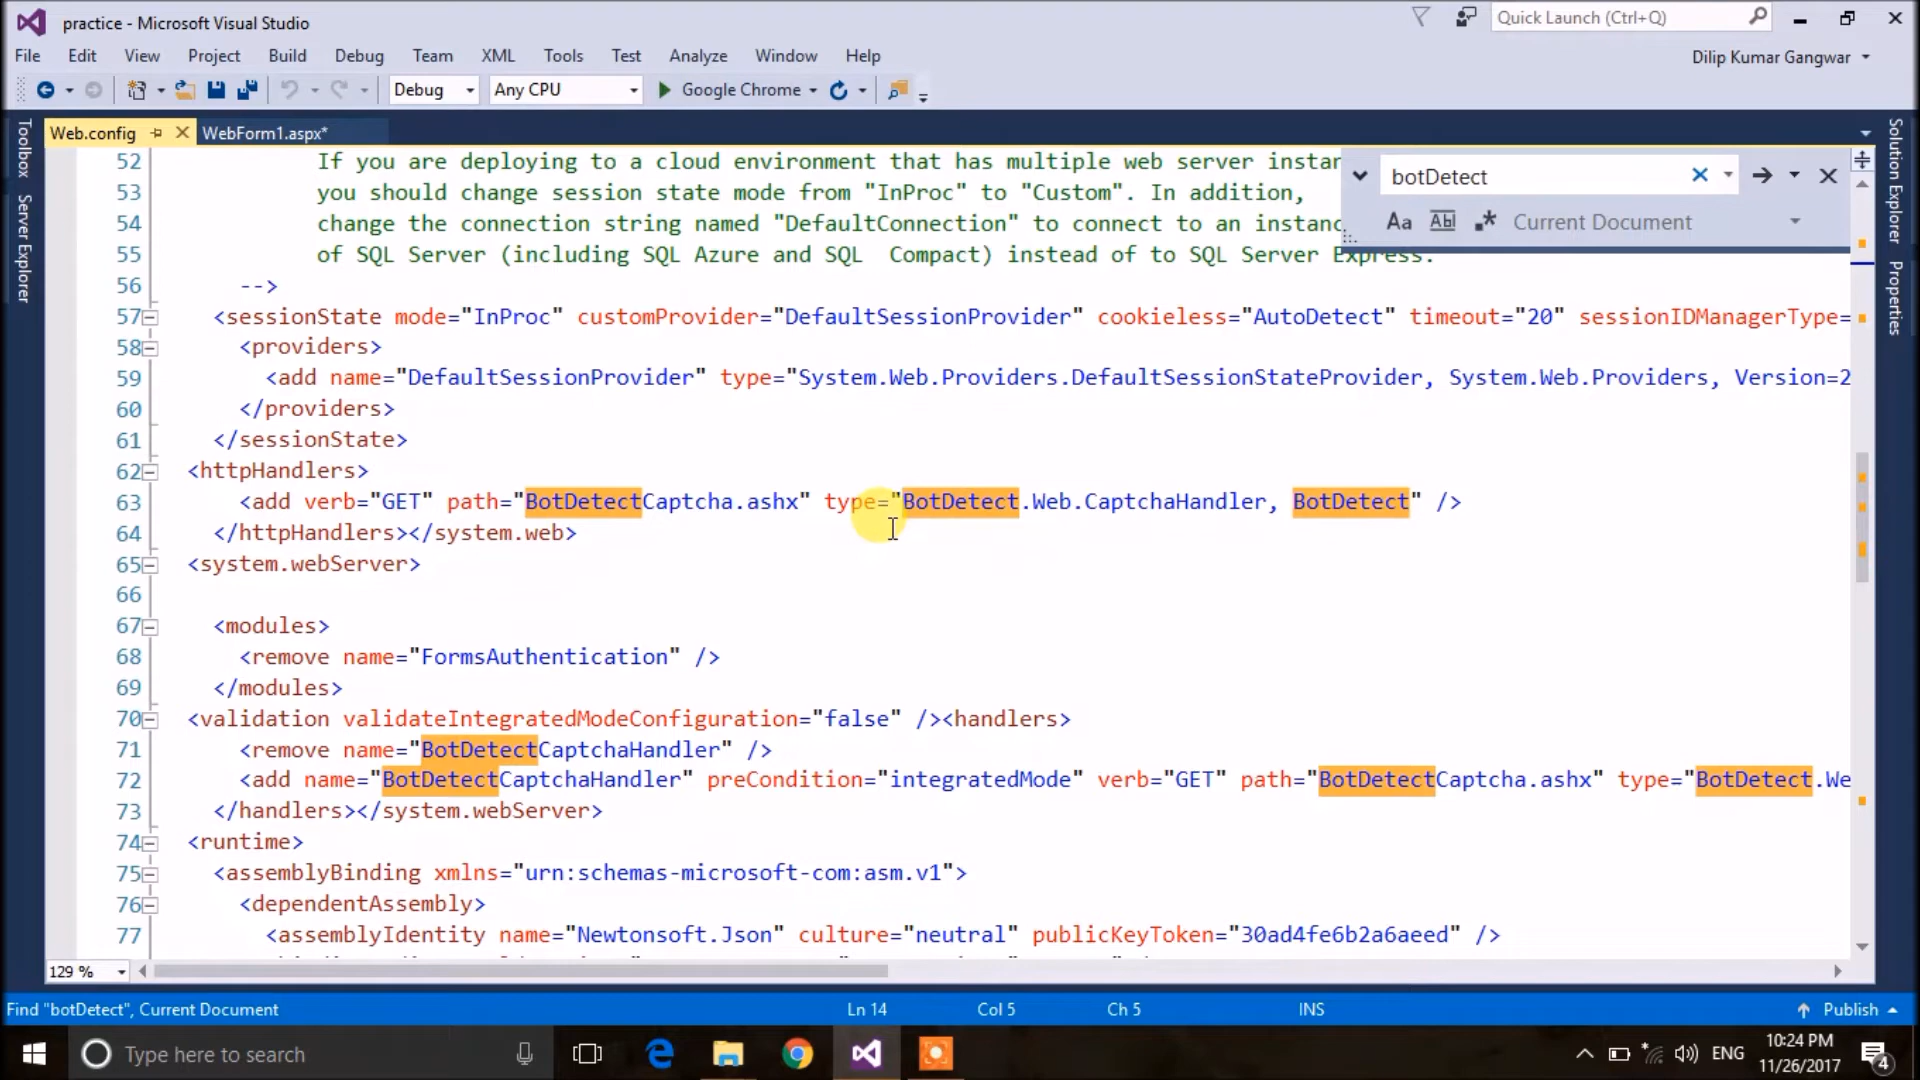 practice - Microsoft Visual Studio
Quick Launch (Ctrl+Q)
File Edit View Project Build Debug Team XML Tools Test Analyze Window Help
Dilip Kumar Gangwar
Debug Any CPU Google Chrome
Web.config WebForm1.aspx*
Toolbox
Server Explorer
Solution Explorer
Properties
botDetect
Aa Abl .* Current Document
52 If you are deploying to a cloud environment that has multiple web server
53 you should change session state mode from "InProc" to "Custom". In addition,
54 change the connection string named "DefaultConnection" to connect to an
55 of SQL Server (including SQL Azure and SQL  Compact) instead of to SQL Server Express.
56 -->
57 <sessionState mode="InProc" customProvider="DefaultSessionProvider" cookieless="AutoDetect" timeout="20" sessionIDManagerType=
58 <providers>
59 <add name="DefaultSessionProvider" type="System.Web.Providers.DefaultSessionStateProvider, System.Web.Providers, Version=2
60 </providers>
61 </sessionState>
62 <httpHandlers>
63 <add verb="GET" path="BotDetectCaptcha.ashx" type="BotDetect.Web.CaptchaHandler, BotDetect" />
64 </httpHandlers></system.web>
65 <system.webServer>
66
67 <modules>
68 <remove name="FormsAuthentication" />
69 </modules>
70 <validation validateIntegratedModeConfiguration="false" /><handlers>
71 <remove name="BotDetectCaptchaHandler" />
72 <add name="BotDetectCaptchaHandler" preCondition="integratedMode" verb="GET" path="BotDetectCaptcha.ashx" type="BotDetect.We
73 </handlers></system.webServer>
74 <runtime>
75 <assemblyBinding xmlns="urn:schemas-microsoft-com:asm.v1">
76 <dependentAssembly>
77 <assemblyIdentity name="Newtonsoft.Json" culture="neutral" publicKeyToken="30ad4fe6b2a6aeed" />
129 %
Find "botDetect", Current Document Ln 14 Col 5 Ch 5 INS Publish
Type here to search
ENG
10:24 PM
11/26/2017
4